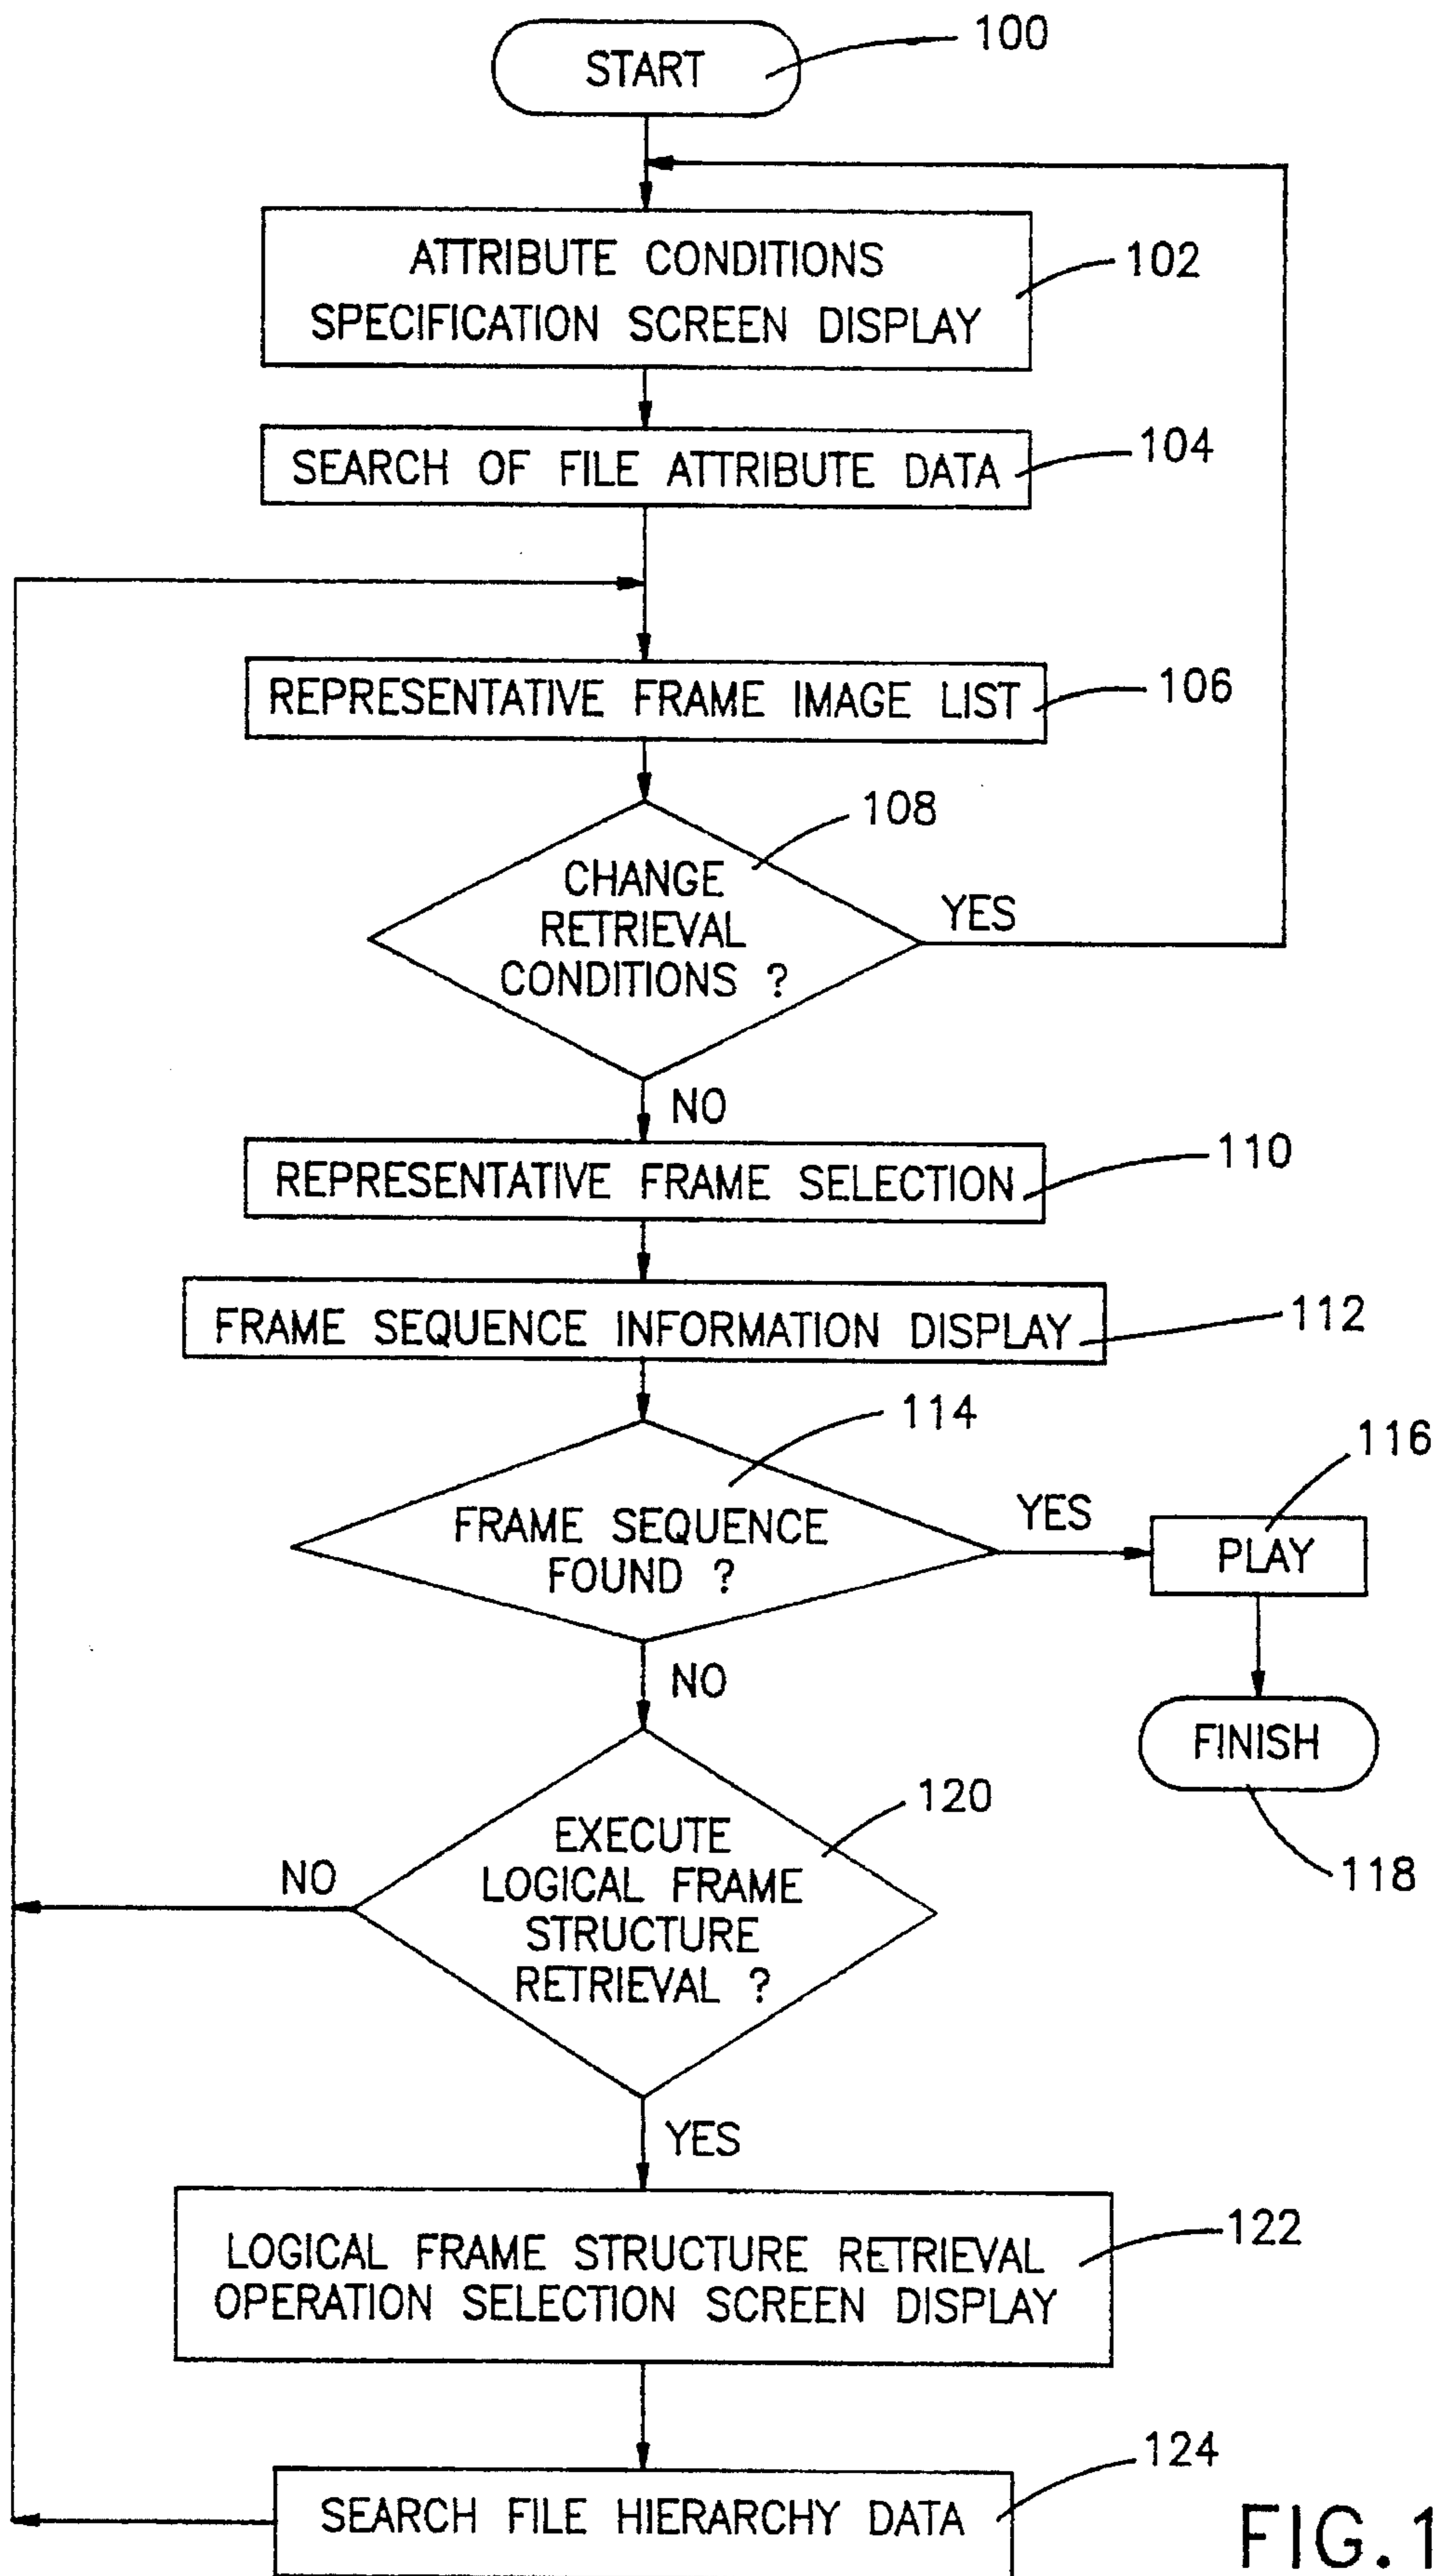 START
100
ATTRIBUTE CONDITIONS
SPECIFICATION SCREEN DISPLAY
102
SEARCH OF FILE ATTRIBUTE DATA
104
REPRESENTATIVE FRAME IMAGE LIST
106
108
CHANGE
RETRIEVAL
CONDITIONS ?
YES
NO
REPRESENTATIVE FRAME SELECTION
110
FRAME SEQUENCE INFORMATION DISPLAY
112
114
FRAME SEQUENCE
FOUND ?
YES
116
PLAY
NO
FINISH
118
120
EXECUTE
LOGICAL FRAME
STRUCTURE
RETRIEVAL ?
NO
YES
LOGICAL FRAME STRUCTURE RETRIEVAL
OPERATION SELECTION SCREEN DISPLAY
122
SEARCH FILE HIERARCHY DATA
124
FIG.1